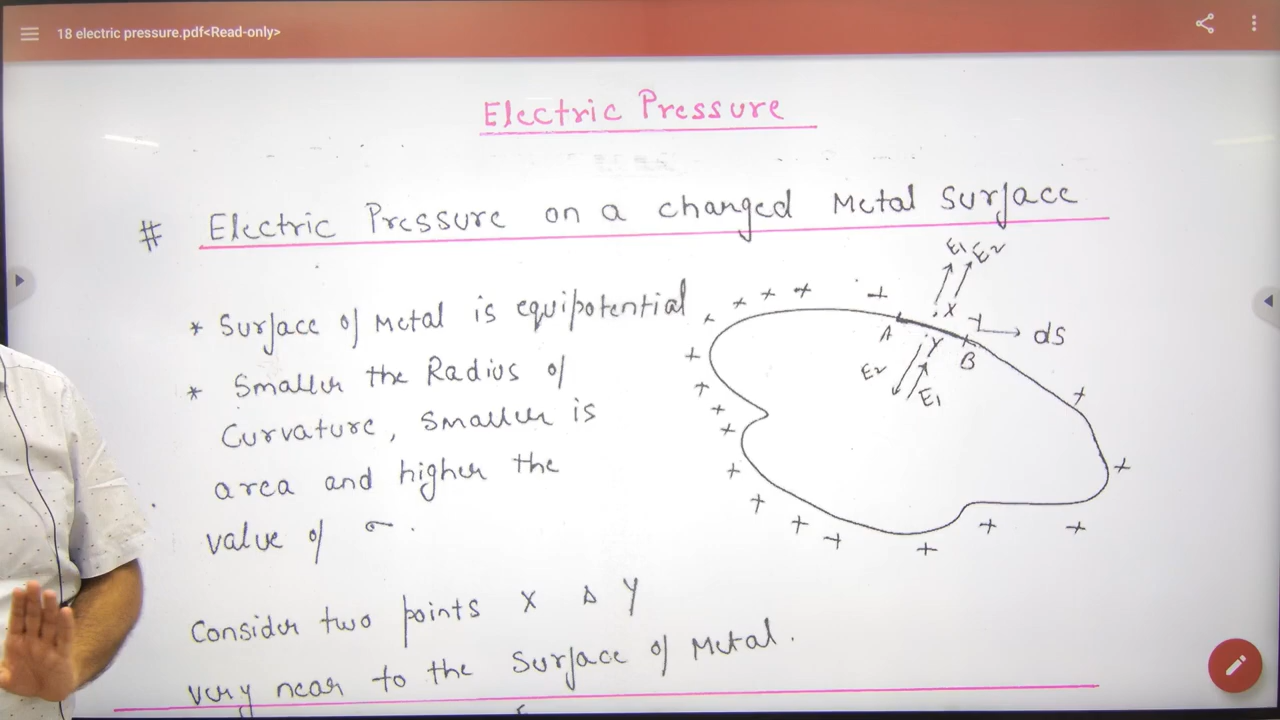 18 electric pressure.pdf<Read-only>
Electric Pressure
# Electric Pressure on a changed Metal Surface
* Surface of Metal is equipotential
* Smaller the Radius of
Curvature, Smaller is
area and higher the
value of σ.
Consider two points X & Y
very near to the Surface of Metal.
E1 E2
X
A
Y
B
dS
E2
E1